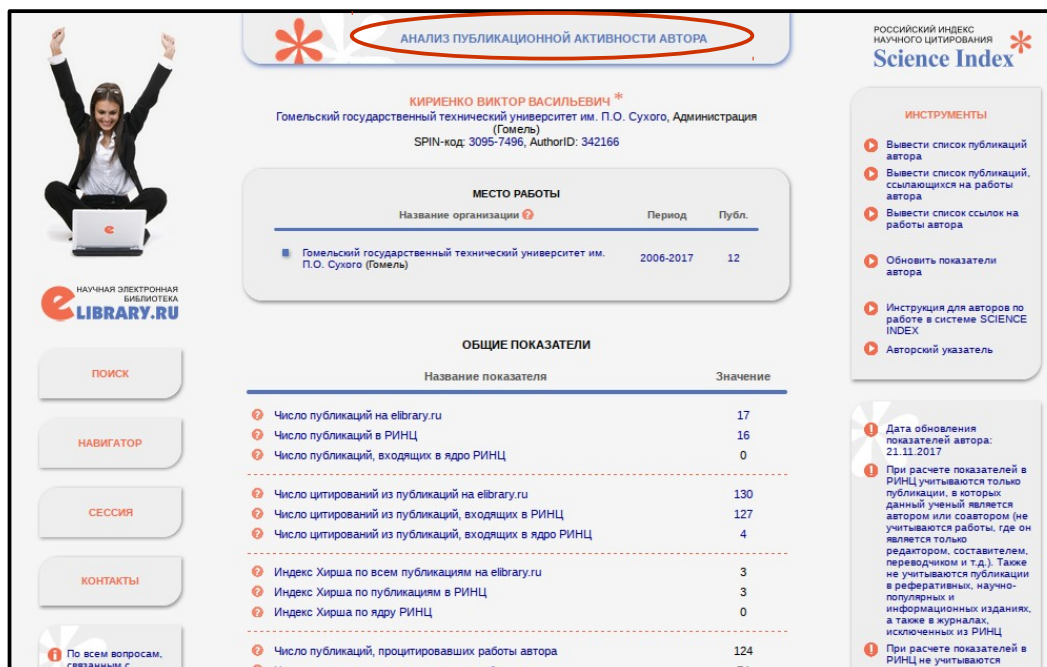 АНАЛИЗ ПУБЛИКАЦИОННОЙ АКТИВНОСТИ АВТОРА
КИРИЕНКО ВИКТОР ВАСИЛЬЕВИЧ *
Гомельский государственный технический университет им. П.О. Сухого, Администрация
(Гомель)
SPIN-код: 3095-7496, AuthorID: 342166
МЕСТО РАБОТЫ
Название организации ? Период Публ.
Гомельский государственный технический университет им.
П.О. Сухого (Гомель) 2006-2017 12
ОБЩИЕ ПОКАЗАТЕЛИ
Название показателя Значение
Число публикаций на elibrary.ru 17
Число публикаций в РИНЦ 16
Число публикаций, входящих в ядро РИНЦ 0
Число цитирований из публикаций на elibrary.ru 130
Число цитирований из публикаций, входящих в РИНЦ 127
Число цитирований из публикаций, входящих в ядро РИНЦ 4
Индекс Хирша по всем публикациям на elibrary.ru 3
Индекс Хирша по публикациям в РИНЦ 3
Индекс Хирша по ядру РИНЦ 0
Число публикаций, процитировавших работы автора 124
НАУЧНАЯ ЭЛЕКТРОННАЯ
БИБЛИОТЕКА
eLIBRARY.RU
ПОИСК
НАВИГАТОР
СЕССИЯ
КОНТАКТЫ
По всем вопросам,
связанным с
РОССИЙСКИЙ ИНДЕКС
НАУЧНОГО ЦИТИРОВАНИЯ
Science Index
ИНСТРУМЕНТЫ
Вывести список публикаций
автора
Вывести список публикаций,
ссылающихся на работы
автора
Вывести список ссылок на
работы автора
Обновить показатели
автора
Инструкция для авторов по
работе в системе SCIENCE
INDEX
Авторский указатель
Дата обновления
показателей автора:
21.11.2017
При расчете показателей в
РИНЦ учитываются только
публикации, в которых
данный ученый является
автором или соавтором (не
учитываются работы, где он
является только
редактором, составителем,
переводчиком и т.д.). Также
не учитываются публикации
в реферативных, научно-
популярных и
информационных изданиях,
а также в журналах,
исключенных из РИНЦ
При расчете показателей в
РИНЦ не учитываются